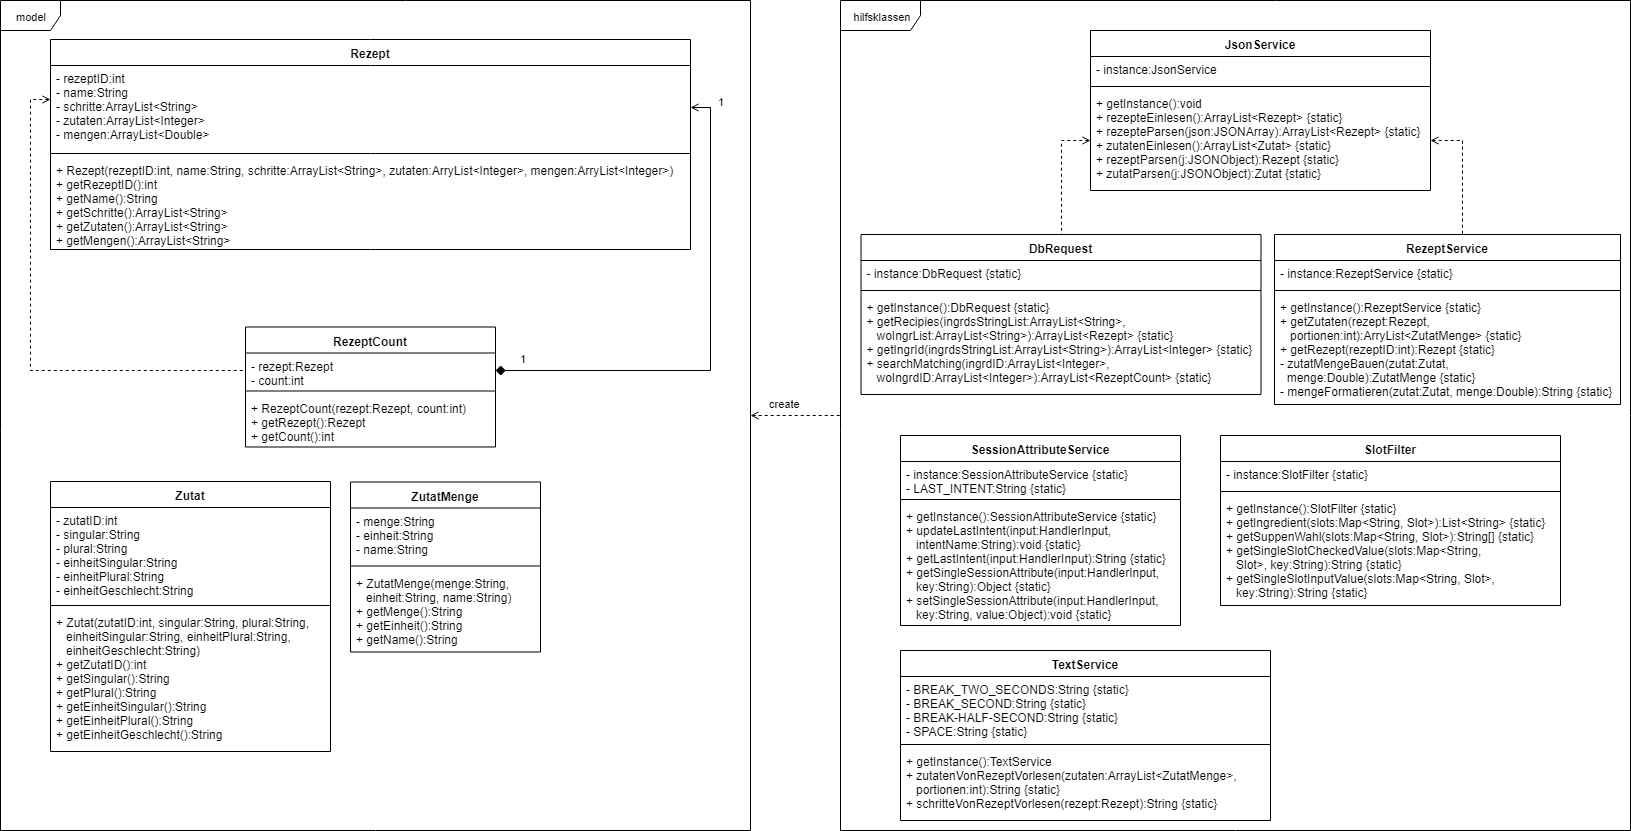 model
Rezept
- rezeptID:int
- name:String
- schritte:ArrayList<String>
- zutaten:ArrayList<Integer>
- mengen:ArrayList<Double>
+ Rezept(rezeptID:int, name:String, schritte:ArrayList<String>, zutaten:ArryList<Integer>, mengen:ArryList<Integer>)
+ getRezeptID():int
+ getName():String
+ getSchritte():ArrayList<String>
+ getZutaten():ArrayList<String>
+ getMengen():ArrayList<String>
1
RezeptCount
- rezept:Rezept
- count:int
+ RezeptCount(rezept:Rezept, count:int)
+ getRezept():Rezept
+ getCount():int
1
Zutat
- zutatID:int
- singular:String
- plural:String
- einheitSingular:String
- einheitPlural:String
- einheitGeschlecht:String
+ Zutat(zutatID:int, singular:String, plural:String,
einheitSingular:String, einheitPlural:String,
einheitGeschlecht:String)
+ getZutatID():int
+ getSingular():String
+ getPlural():String
+ getEinheitSingular():String
+ getEinheitPlural():String
+ getEinheitGeschlecht():String
ZutatMenge
- menge:String
- einheit:String
- name:String
+ ZutatMenge(menge:String,
einheit:String, name:String)
+ getMenge():String
+ getEinheit():String
+ getName():String
create
hilfsklassen
JsonService
- instance:JsonService
+ getInstance():void
+ rezepteEinlesen():ArrayList<Rezept> {static}
+ rezepteParsen(json:JSONArray):ArrayList<Rezept> {static}
+ zutatenEinlesen():ArrayList<Zutat> {static}
+ rezeptParsen(j:JSONObject):Rezept {static}
+ zutatParsen(j:JSONObject):Zutat {static}
DbRequest
- instance:DbRequest {static}
+ getInstance():DbRequest {static}
+ getRecipies(ingrdsStringList:ArrayList<String>,
woIngrList:ArrayList<String>):ArrayList<Rezept> {static}
+ getIngrId(ingrdsStringList:ArrayList<String>):ArrayList<Integer> {static}
+ searchMatching(ingrdID:ArrayList<Integer>,
woIngrdID:ArrayList<Integer>):ArrayList<RezeptCount> {static}
RezeptService
- instance:RezeptService {static}
+ getInstance():RezeptService {static}
+ getZutaten(rezept:Rezept,
portionen:int):ArryList<ZutatMenge> {static}
+ getRezept(rezeptID:int):Rezept {static}
- zutatMengeBauen(zutat:Zutat,
menge:Double):ZutatMenge {static}
- mengeFormatieren(zutat:Zutat, menge:Double):String {static}
SessionAttributeService
- instance:SessionAttributeService {static}
- LAST_INTENT:String {static}
+ getInstance():SessionAttributeService {static}
+ updateLastIntent(input:HandlerInput,
intentName:String):void {static}
+ getLastIntent(input:HandlerInput):String {static}
+ getSingleSessionAttribute(input:HandlerInput,
key:String):Object {static}
+ setSingleSessionAttribute(input:HandlerInput,
key:String, value:Object):void {static}
SlotFilter
- instance:SlotFilter {static}
+ getInstance():SlotFilter {static}
+ getIngredient(slots:Map<String, Slot>):List<String> {static}
+ getSuppenWahl(slots:Map<String, Slot>):String[] {static}
+ getSingleSlotCheckedValue(slots:Map<String,
Slot>, key:String):String {static}
+ getSingleSlotInputValue(slots:Map<String, Slot>,
key:String):String {static}
TextService
- BREAK_TWO_SECONDS:String {static}
- BREAK_SECOND:String {static}
- BREAK-HALF-SECOND:String {static}
- SPACE:String {static}
+ getInstance():TextService
+ zutatenVonRezeptVorlesen(zutaten:ArrayList<ZutatMenge>,
portionen:int):String {static}
+ schritteVonRezeptVorlesen(rezept:Rezept):String {static}